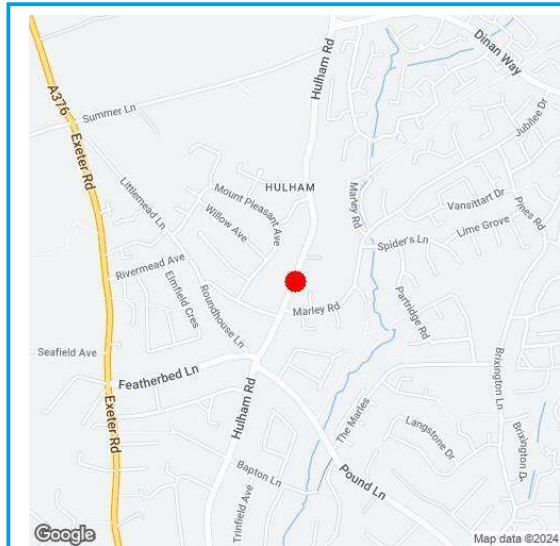 Hulham Rd
Dinan Way
A376
Summer Ln
Exeter Rd
Jubilee Dr
Littlemead Ln
HULHAM
Mount Pleasant Ave
Marley Rd
Vansittart Dr
Pines Rd
Willow Ave
Lime Grove
Spider's Ln
Rivermead Ave
Elmfield Cres
Roundhouse Ln
Marley Rd
Partridge Rd
Seafield Ave
Featherbed Ln
Brixington Ln
Exeter Rd
Hulham Rd
The Marles
Langstone Dr
Brixington D
Bapton Ln
Pound Ln
Trinfield Ave
Google
Map data ©2024